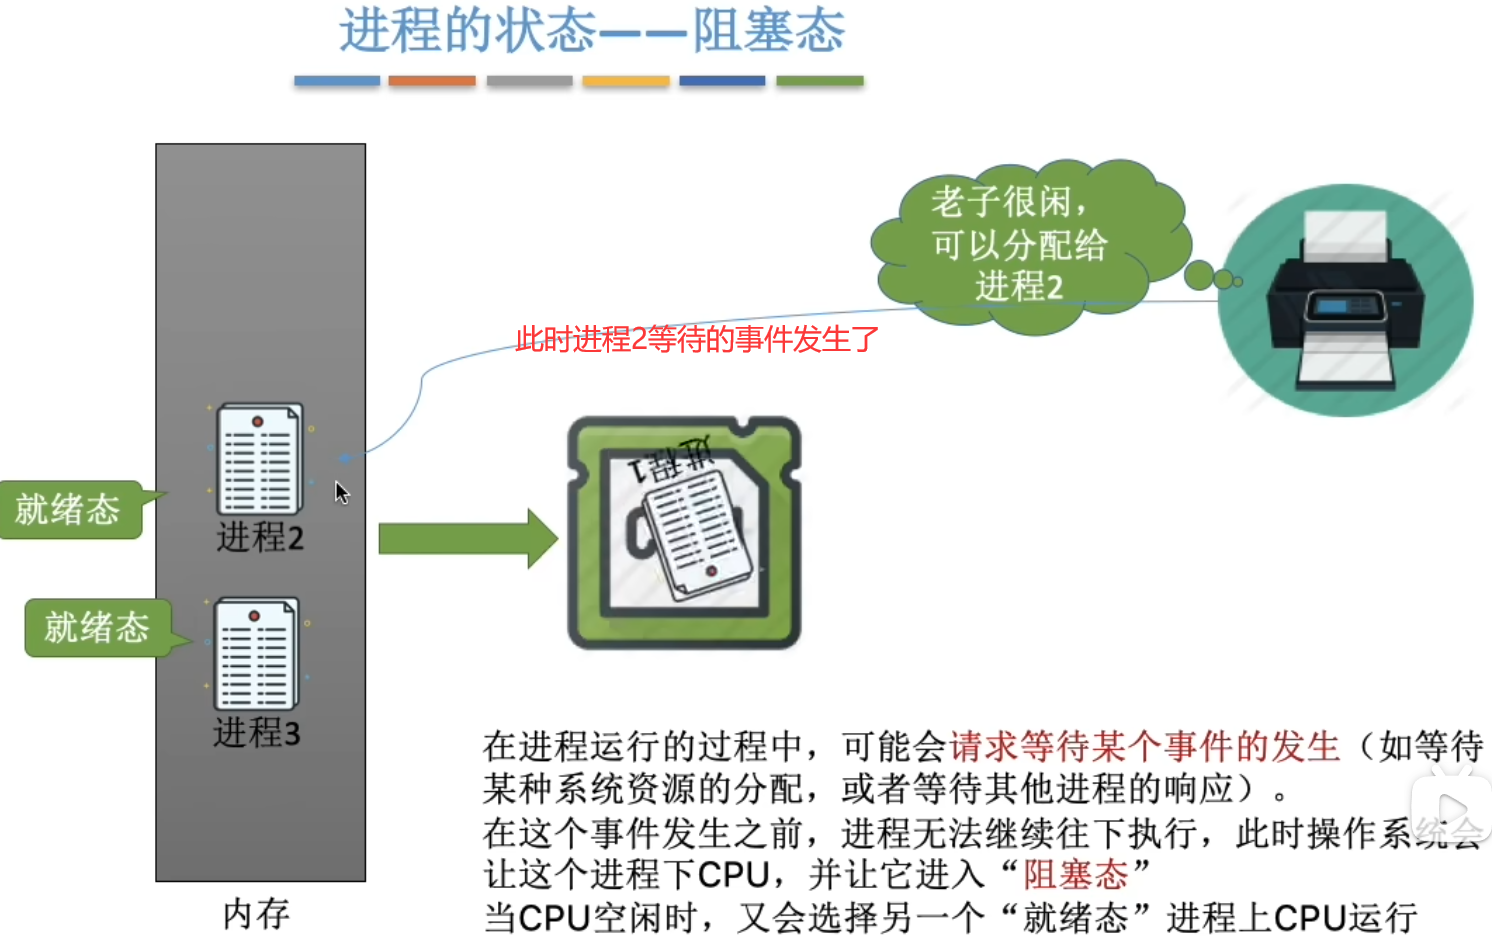 进程的状态——阻塞态
老子很闲，
可以分配给
进程2
此时进程2等待的事件发生了
进程1
就绪态
进程2
就绪态
进程3
内存
在进程运行的过程中，可能会请求等待某个事件的发生（如等待
某种系统资源的分配，或者等待其他进程的响应）。
在这个事件发生之前，进程无法继续往下执行，此时操作系统会
让这个进程下CPU，并让它进入“阻塞态”
当CPU空闲时，又会选择另一个“就绪态”进程上CPU运行